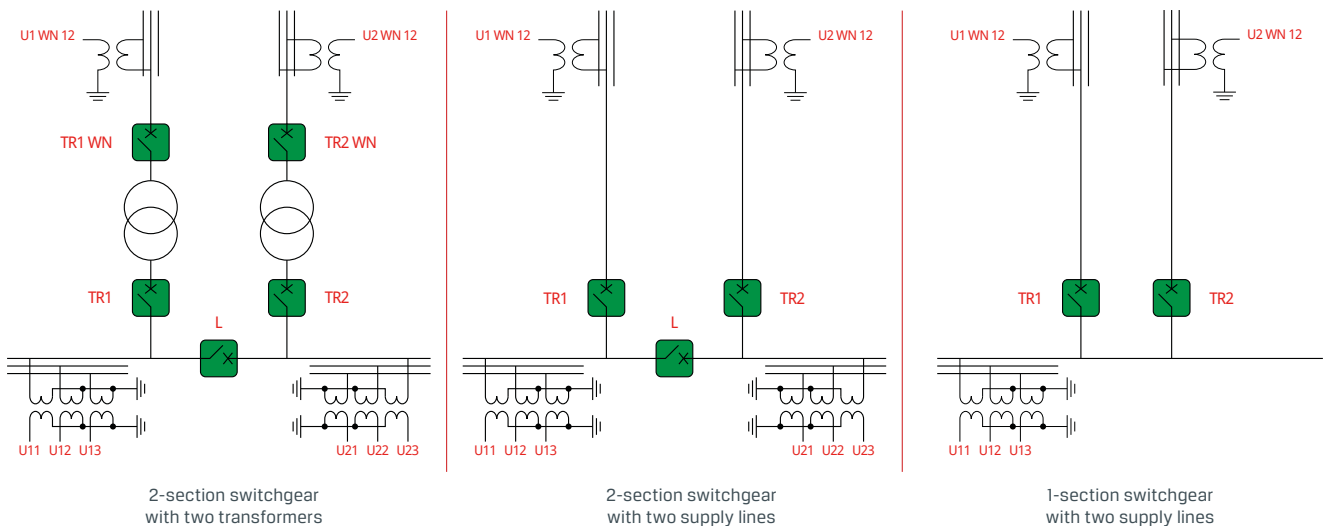 U1 WN 12
U2 WN 12
TR1 WN
TR2 WN
TR1
TR2
L
U11 U12 U13
U21 U22 U23
2-section switchgear
with two transformers
U1 WN 12
U2 WN 12
TR1
TR2
L
U11 U12 U13
U21 U22 U23
2-section switchgear
with two supply lines
U1 WN 12
U2 WN 12
TR1
TR2
U11 U12 U13
1-section switchgear
with two supply lines